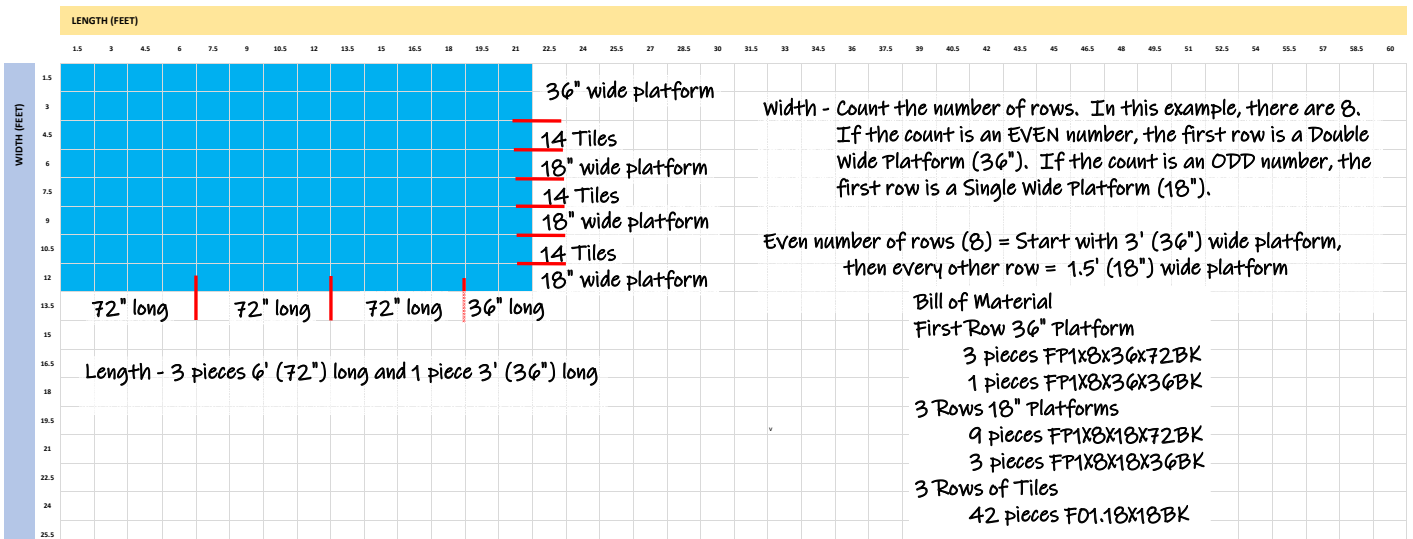 LENGTH (FEET)
1.5 3 4.5 6 7.5 9 10.5 12 13.5 15 16.5 18 19.5 21 22.5 24 25.5 27 28.5 30 31.5 33 34.5 36 37.5 39 40.5 42 43.5 45 46.5 48 49.5 51 52.5 54 55.5 57 58.5 60
WIDTH (FEET)
1.5
3
4.5
6
7.5
9
10.5
12
13.5
15
16.5
18
19.5
21
22.5
24
25.5
36" wide platform
14 Tiles
18" wide platform
14 Tiles
18" wide platform
14 Tiles
18" wide platform
72" long 72" long 72" long 36" long
Length - 3 pieces 6' (72") long and 1 piece 3' (36") long
Width - Count the number of rows. In this example, there are 8.
If the count is an EVEN number, the first row is a Double
Wide Platform (36"). If the count is an ODD number, the
first row is a Single Wide Platform (18").
Even number of rows (8) = Start with 3' (36") wide platform,
then every other row = 1.5' (18") wide platform
Bill of Material
First Row 36" Platform
3 pieces FP1X8X36X72BK
1 pieces FP1X8X36X36BK
3 Rows 18" Platforms
9 pieces FP1X8X18X72BK
3 pieces FP1X8X18X36BK
3 Rows of Tiles
42 pieces F01.18X18BK
v